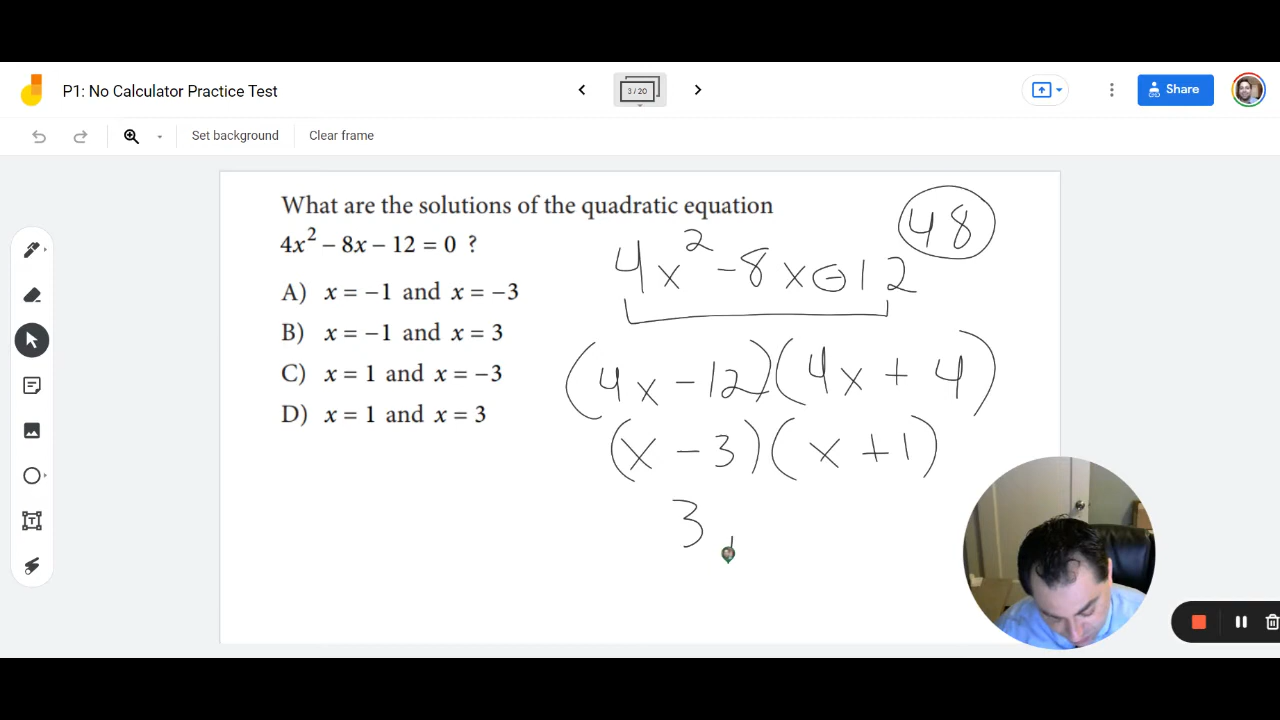 P1: No Calculator Practice Test
3 / 20
Share
Set background
Clear frame
What are the solutions of the quadratic equation
4x² – 8x – 12 = 0 ?
A) x = −1 and x = −3
B) x = −1 and x = 3
C) x = 1 and x = −3
D) x = 1 and x = 3
48
4x² - 8x - 12
(4x - 12)(4x + 4)
(x - 3)(x + 1)
3